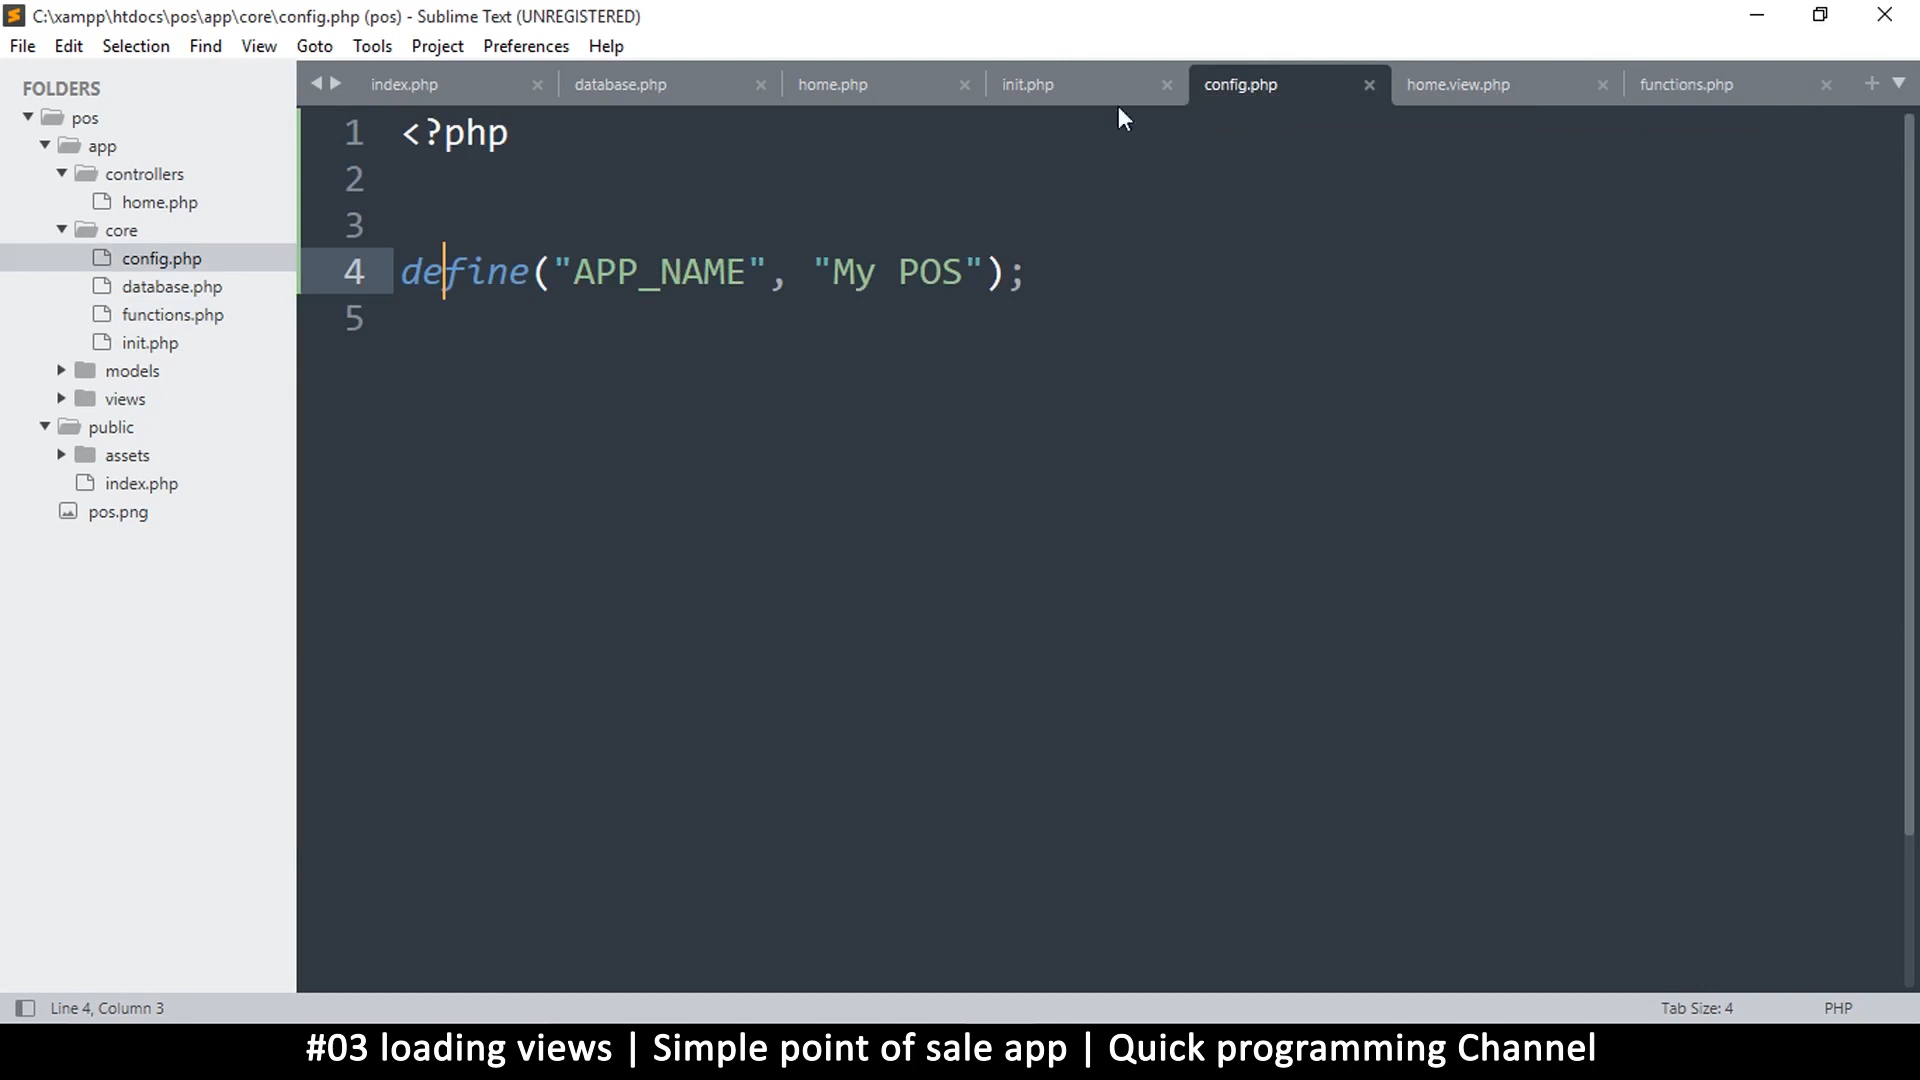 C:\xampp\htdocs\pos\app\core\config.php (pos) - Sublime Text (UNREGISTERED)
File Edit Selection Find View Goto Tools Project Preferences Help
FOLDERS
pos
app
controllers
home.php
core
config.php
database.php
functions.php
init.php
models
views
public
assets
index.php
pos.png
index.php database.php home.php init.php config.php home.view.php functions.php
1 <?php
2
3
4 define("APP_NAME", "My POS");
5
Line 4, Column 3 Tab Size: 4 PHP
#03 loading views | Simple point of sale app | Quick programming Channel